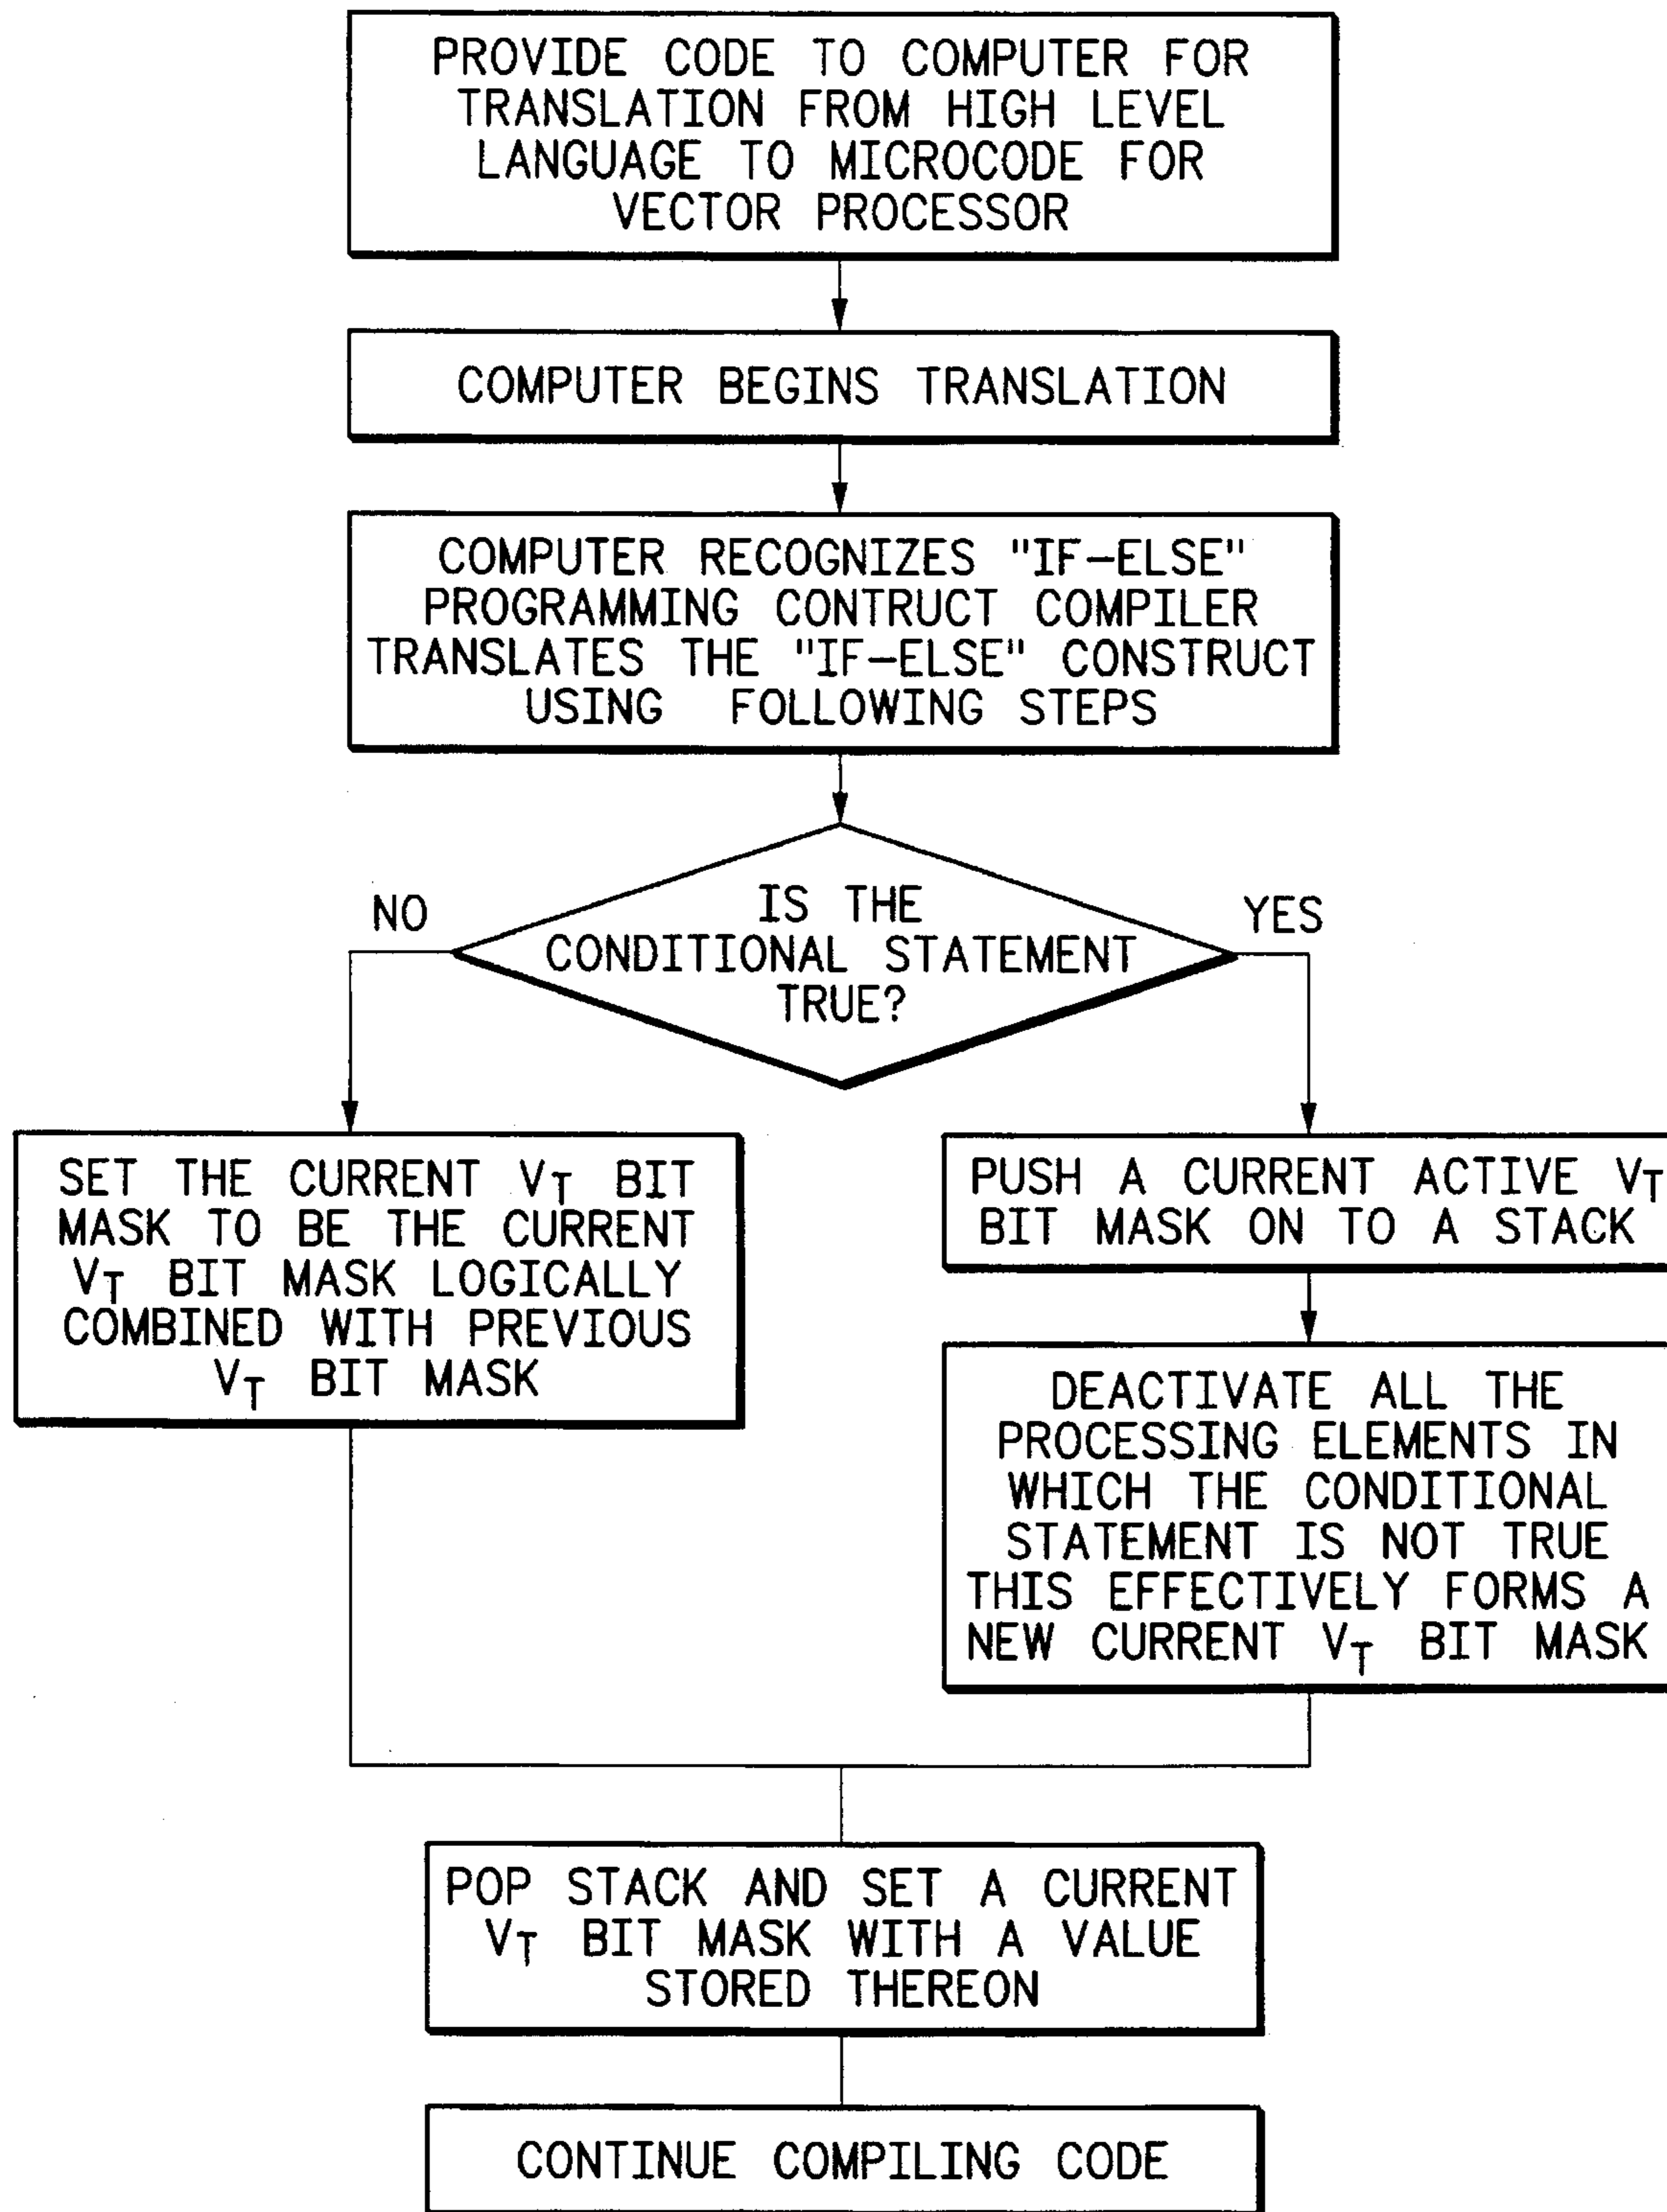 PROVIDE CODE TO COMPUTER FOR
TRANSLATION FROM HIGH LEVEL
LANGUAGE TO MICROCODE FOR
VECTOR PROCESSOR
COMPUTER BEGINS TRANSLATION
COMPUTER RECOGNIZES "IF-ELSE"
PROGRAMMING CONTRUCT COMPILER
TRANSLATES THE "IF-ELSE" CONSTRUCT
USING FOLLOWING STEPS
IS THE
CONDITIONAL STATEMENT
TRUE?
NO
YES
SET THE CURRENT VT BIT
MASK TO BE THE CURRENT
VT BIT MASK LOGICALLY
COMBINED WITH PREVIOUS
VT BIT MASK
PUSH A CURRENT ACTIVE VT
BIT MASK ON TO A STACK
DEACTIVATE ALL THE
PROCESSING ELEMENTS IN
WHICH THE CONDITIONAL
STATEMENT IS NOT TRUE
THIS EFFECTIVELY FORMS A
NEW CURRENT VT BIT MASK
POP STACK AND SET A CURRENT
VT BIT MASK WITH A VALUE
STORED THEREON
CONTINUE COMPILING CODE